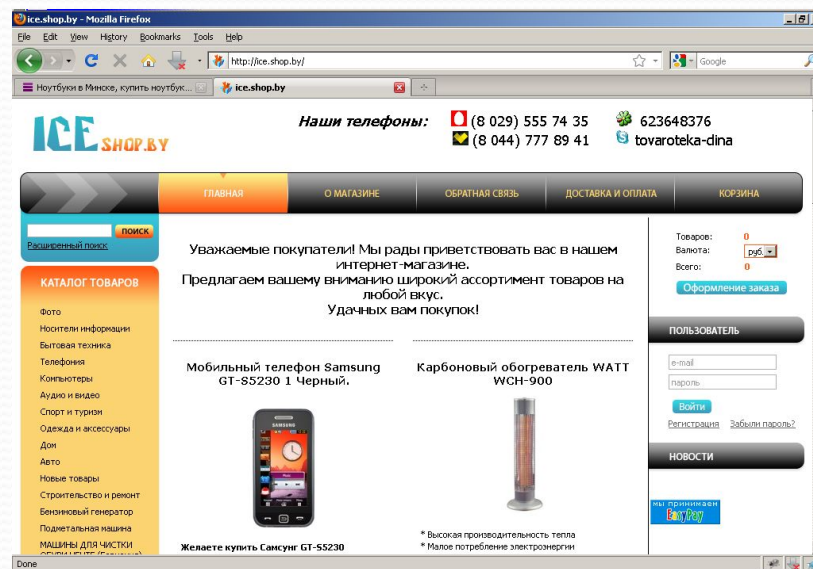 ice.shop.by - Mozilla Firefox
File Edit View History Bookmarks Tools Help
http://ice.shop.by/
Google
Ноутбуки в Минске, купить ноутбук...
ice.shop.by
ICE SHOP.BY
Наши телефоны:
(8 029) 555 74 35
623648376
(8 044) 777 89 41
tovaroteka-dina
ГЛАВНАЯ О МАГАЗИНЕ ОБРАТНАЯ СВЯЗЬ ДОСТАВКА И ОПЛАТА КОРЗИНА
ПОИСК
Расширенный поиск
КАТАЛОГ ТОВАРОВ
Фото
Носители информации
Бытовая техника
Телефония
Компьютеры
Аудио и видео
Спорт и туризм
Одежда и аксессуары
Дом
Авто
Новые товары
Строительство и ремонт
Бензиновый генератор
Подметальная машина
МАШИНЫ ДЛЯ ЧИСТКИ
Уважаемые покупатели! Мы рады приветствовать вас в нашем
интернет-магазине.
Предлагаем вашему вниманию широкий ассортимент товаров на
любой вкус.
Удачных вам покупок!
Мобильный телефон Samsung
GT-S5230 1 Черный.
SAMSUNG
Желаете купить Самсунг GT-S5230
Карбоновый обогреватель WATT
WCH-900
* Высокая производительность тепла
* Малое потребление электроэнергии
Товаров: 0
Валюта: руб.
Всего: 0
Оформление заказа
ПОЛЬЗОВАТЕЛЬ
e-mail
пароль
Войти
Регистрация Забыли пароль?
НОВОСТИ
мы принимаем
EasyPay
Done